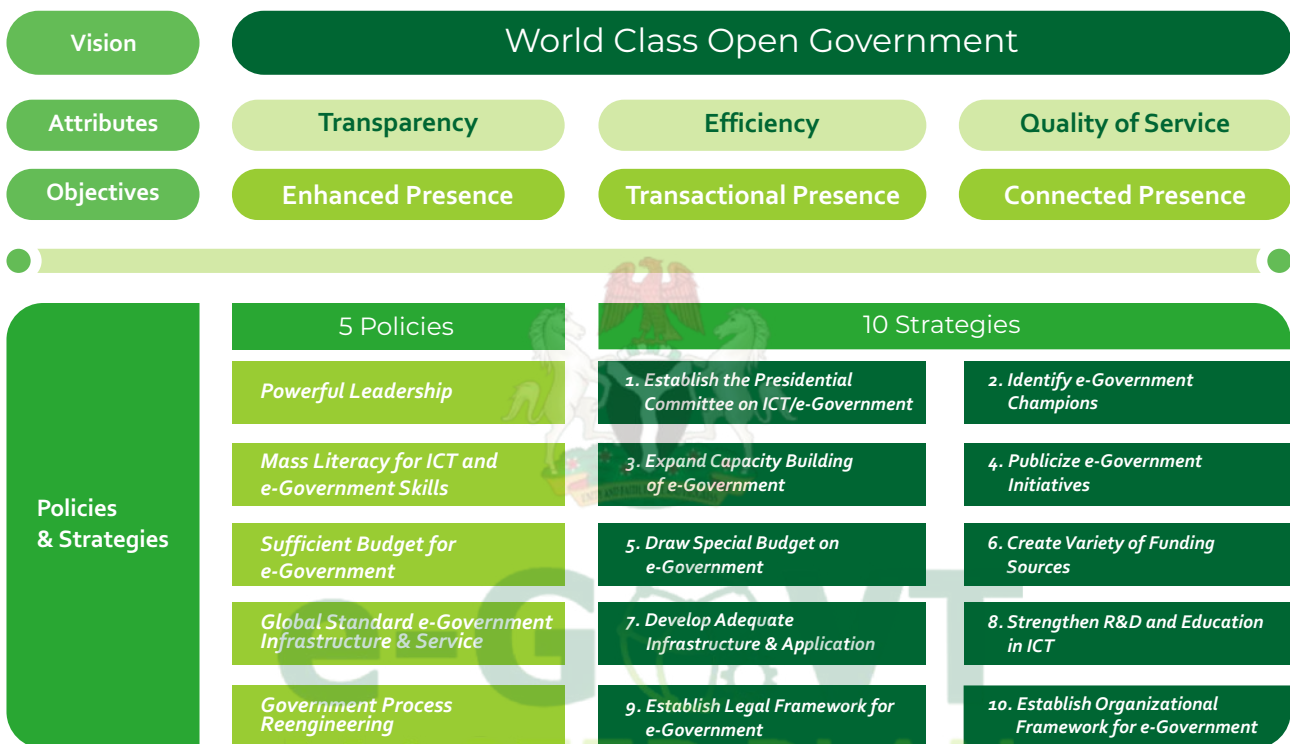 Vision
World Class Open Government
Attributes
Transparency
Efficiency
Quality of Service
Objectives
Enhanced Presence
Transactional Presence
Connected Presence
5 Policies
10 Strategies
Policies
& Strategies
Powerful Leadership
1. Establish the Presidential
Committee on ICT/e-Government
2. Identify e-Government
Champions
Mass Literacy for ICT and
e-Government Skills
3. Expand Capacity Building
of e-Government
4. Publicize e-Government
Initiatives
Sufficient Budget for
e-Government
5. Draw Special Budget on
e-Government
6. Create Variety of Funding
Sources
Global Standard e-Government
Infrastructure & Service
7. Develop Adequate
Infrastructure & Application
8. Strengthen R&D and Education
in ICT
Government Process
Reengineering
9. Establish Legal Framework for
e-Government
10. Establish Organizational
Framework for e-Government
e-GOVT